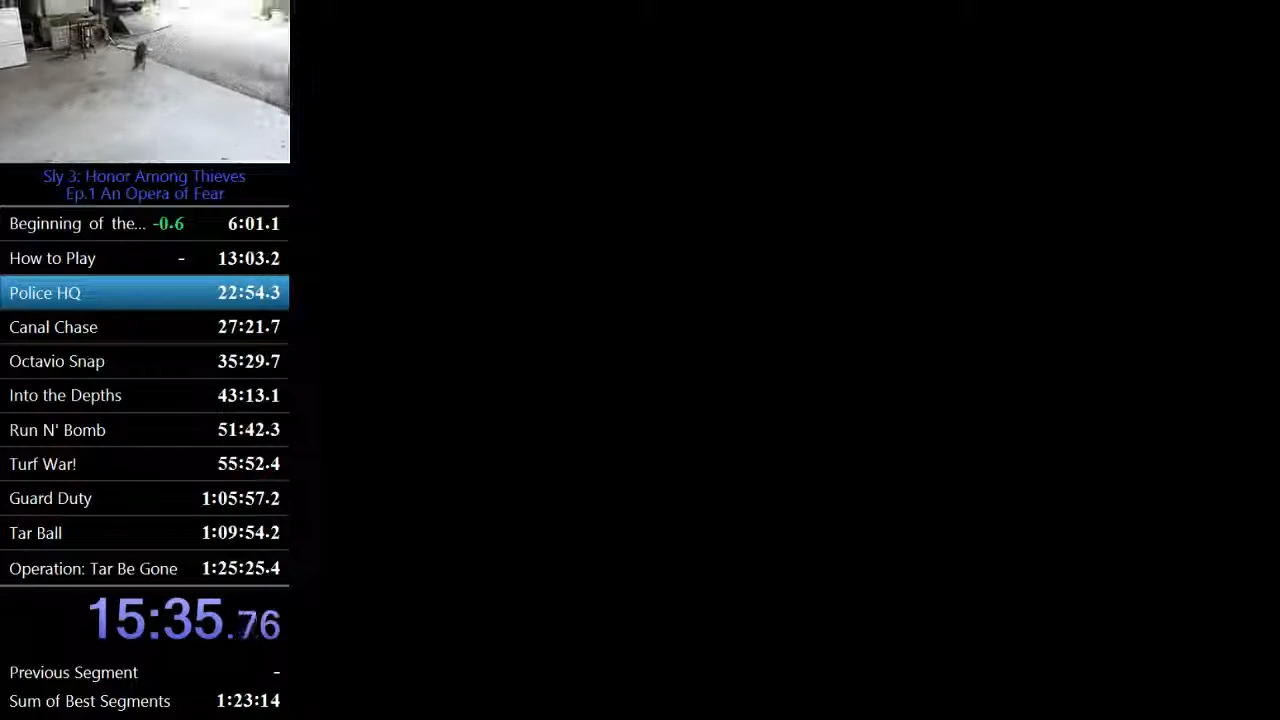 Sly 3: Honor Among Thieves
Ep.1 An Opera of Fear
Beginning of the... -0.6 6:01.1
How to Play - 13:03.2
Police HQ 22:54.3
Canal Chase 27:21.7
Octavio Snap 35:29.7
Into the Depths 43:13.1
Run N' Bomb 51:42.3
Turf War! 55:52.4
Guard Duty 1:05:57.2
Tar Ball 1:09:54.2
Operation: Tar Be Gone 1:25:25.4
15:35.76
Previous Segment -
Sum of Best Segments 1:23:14